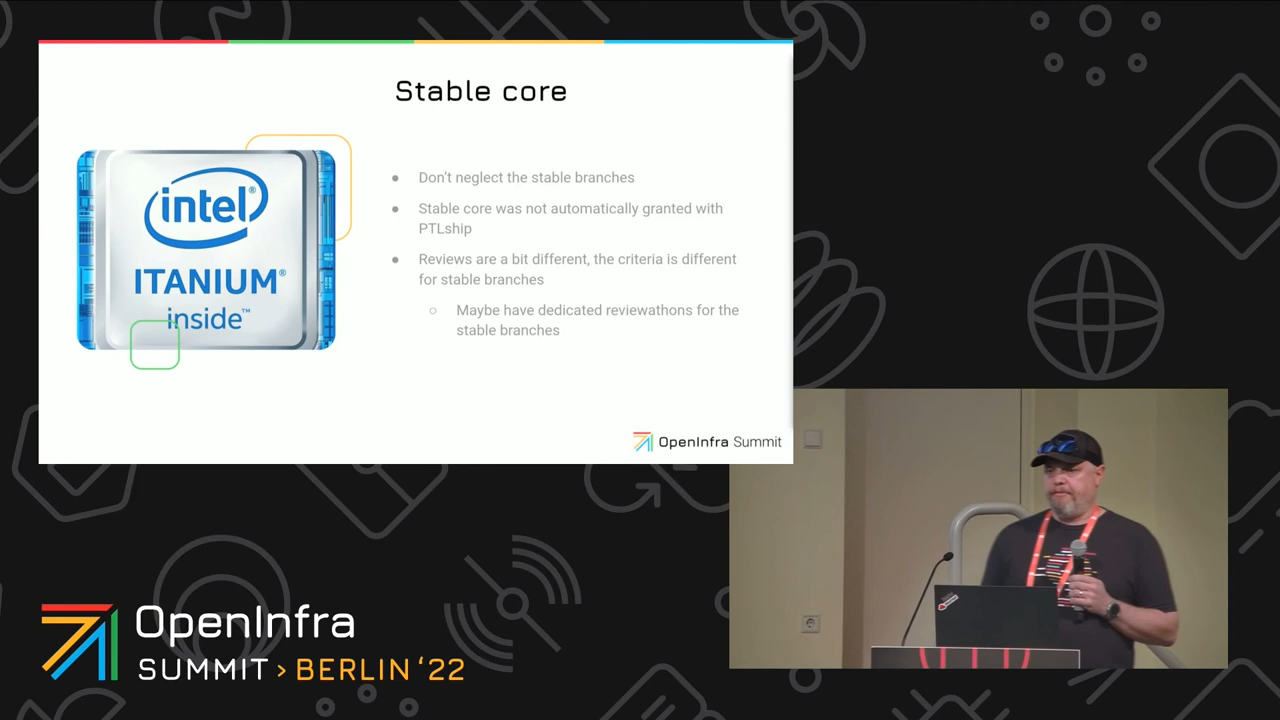 Stable core
intel®
ITANIUM®
inside™
● Don't neglect the stable branches
● Stable core was not automatically granted with
PTLship
● Reviews are a bit different, the criteria is different
for stable branches
○ Maybe have dedicated reviewathons for the
stable branches
OpenInfra Summit
OpenInfra
SUMMIT > BERLIN ‘22